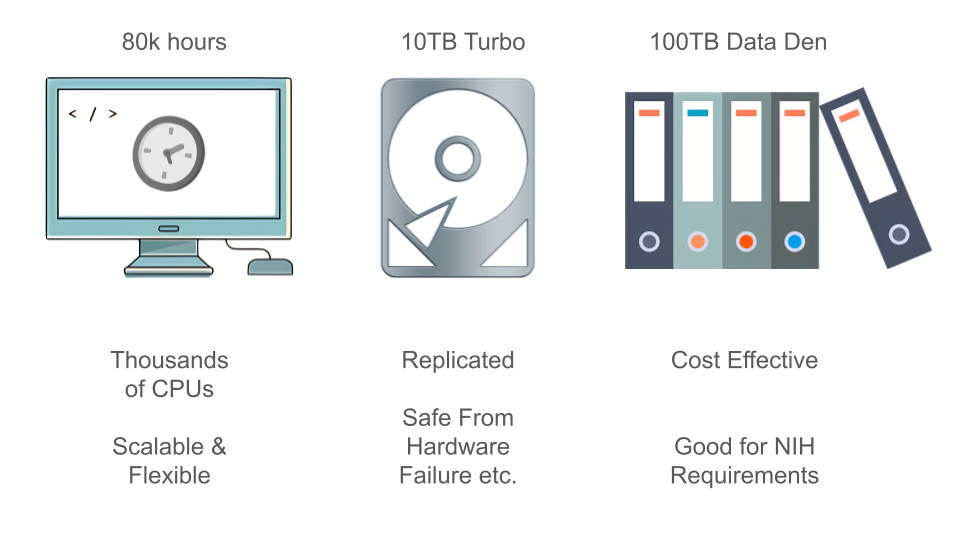 80k hours
10TB Turbo
100TB Data Den
< / >
Thousands
of CPUs
Scalable &
Flexible
Replicated
Safe From
Hardware
Failure etc.
Cost Effective
Good for NIH
Requirements